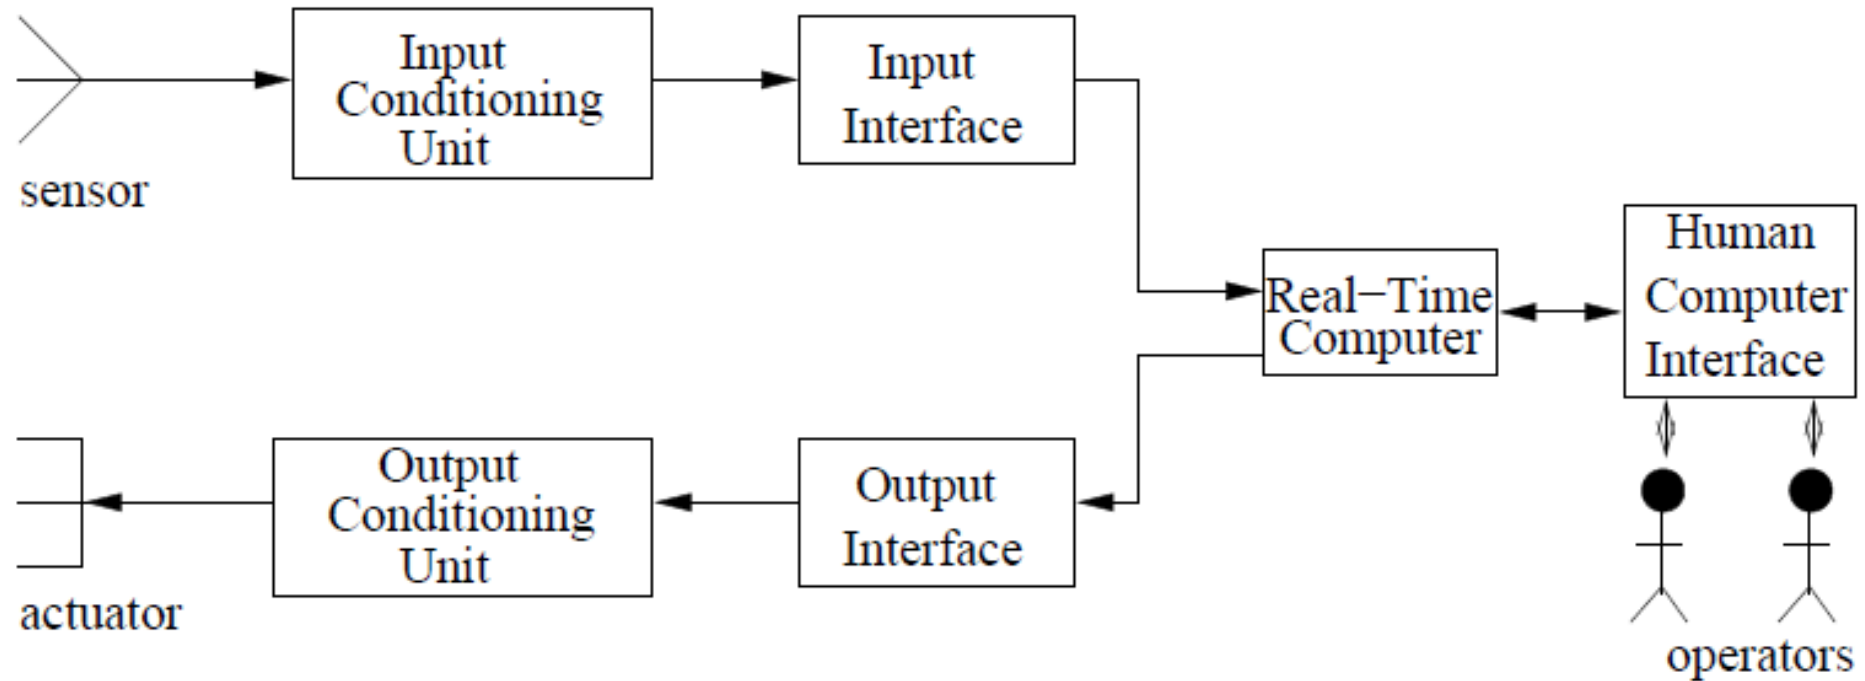 Input
Conditioning
Unit
Input
Interface
sensor
Human
Computer
Interface
Real−Time
Computer
Output
Conditioning
Unit
Output
Interface
actuator
operators